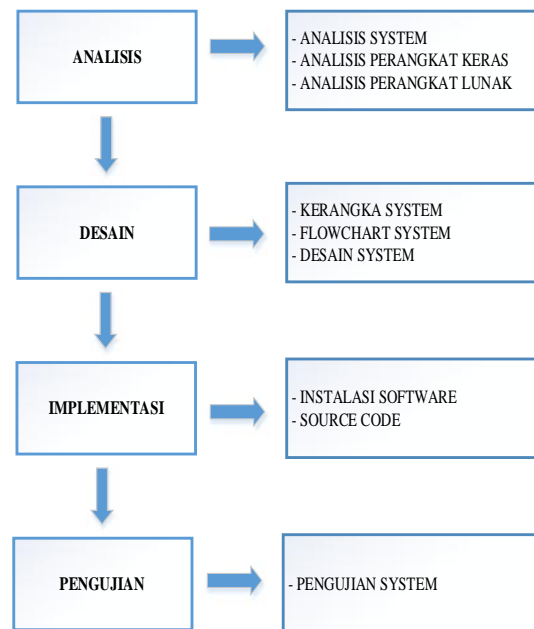 ANALISIS
- ANALISIS SYSTEM
- ANALISIS PERANGKAT KERAS
- ANALISIS PERANGKAT LUNAK
DESAIN
- KERANGKA SYSTEM
- FLOWCHART SYSTEM
- DESAIN SYSTEM
IMPLEMENTASI
- INSTALASI SOFTWARE
- SOURCE CODE
PENGUJIAN
- PENGUJIAN SYSTEM